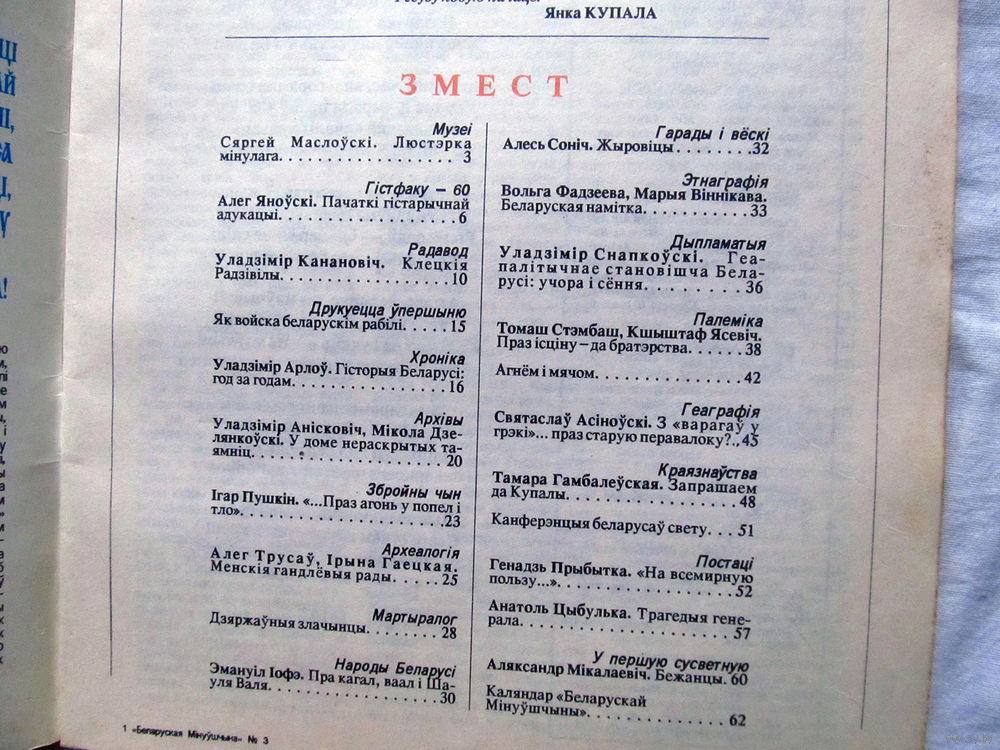 Янка КУПАЛА
ЗМЕСТ
Музеі
Сяргей Маслоўскі. Люстэрка
мінулага. . . . . . . . . . . . . . . . . 3
Гістфаку – 60
Алег Яноўскі. Пачаткі гістарычнай
адукацыі. . . . . . . . . . . . . . . . . 6
Радавод
Уладзімір Канановіч. Клецкія
Радзівілы. . . . . . . . . . . . . . . . . 10
Друкуецца ўпершыню
Як войска беларускім рабілі. . . . . 15
Хроніка
Уладзімір Арлоў. Гісторыя Беларусі:
год за годам. . . . . . . . . . . . . . . 16
Архівы
Уладзімір Анісковіч, Мікола Дзе-
лянкоўскі. У доме нераскрытых та-
ямніц. . . . . . . . . . . . . . . . . . . 20
Збройны чын
Ігар Пушкін. «...Праз агонь у попел і
тло». . . . . . . . . . . . . . . . . . . .23
Археалогія
Алег Трусаў, Ірына Гаецкая.
Менскія гандлёвыя рады. . . . . . 25
Мартыралог
Дзяржаўныя злачынцы. . . . . . . . 28
Народы Беларусі
Эмануіл Іофэ. Пра кагал, ваал і Ша-
уля Валя. . . . . . . . . . . . . . . . . 30
Гарады і вёскі
Алесь Соніч. Жыровіцы . . . . . . . .32
Этнаграфія
Вольга Фадзеева, Марыя Віннікава.
Беларуская намітка. . . . . . . . . . 33
Дыпламатыя
Уладзімір Снапкоўскі. Геа-
палітычнае становішча Бела-
русі: учора і сёння. . . . . . . . . 36
Палеміка
Томаш Стэмбаш, Кшыштаф Ясевіч.
Праз ісціну – да братэрства. . . . . . 38
Агнём і мячом. . . . . . . . . . . . . . 42
Геаграфія
Святаслаў Асіноўскі. З «варагаў у
грэкі»... праз старую перавалоку?.. 45
Краязнаўства
Тамара Гамбалеўская. Запрашаем
да Купалы. . . . . . . . . . . . . . . . 48
Канферэнцыя беларусаў свету. . . 51
Постаці
Генадзь Прыбытка. «На всемирную
пользу...». . . . . . . . . . . . . . . . 52
Анатоль Цыбулька. Трагедыя гене-
рала. . . . . . . . . . . . . . . . . . . . 57
У першую сусветную
Аляксандр Мікалаевіч. Бежанцы. 60
Каляндар «Беларускай
Мінуўшчыны». . . . . . . . . . . . . . 62
1 «Беларуская Мінуўшчына» № 3